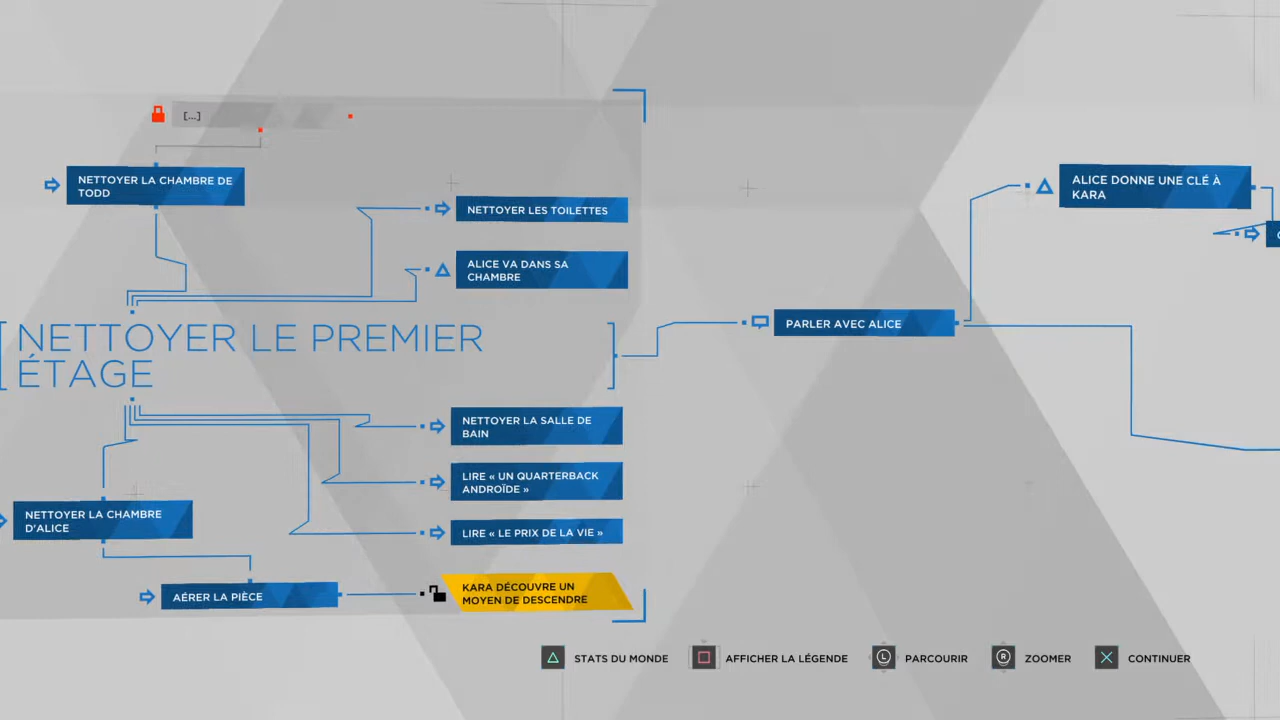 [...]
NETTOYER LA CHAMBRE DE
TODD
NETTOYER LES TOILETTES
ALICE VA DANS SA
CHAMBRE
NETTOYER LE PREMIER
ÉTAGE
NETTOYER LA SALLE DE
BAIN
LIRE « UN QUARTERBACK
ANDROÏDE »
LIRE « LE PRIX DE LA VIE »
NETTOYER LA CHAMBRE
D'ALICE
AÉRER LA PIÈCE
KARA DÉCOUVRE UN
MOYEN DE DESCENDRE
PARLER AVEC ALICE
ALICE DONNE UNE CLÉ À
KARA
STATS DU MONDE
AFFICHER LA LÉGENDE
L
PARCOURIR
R
ZOOMER
CONTINUER